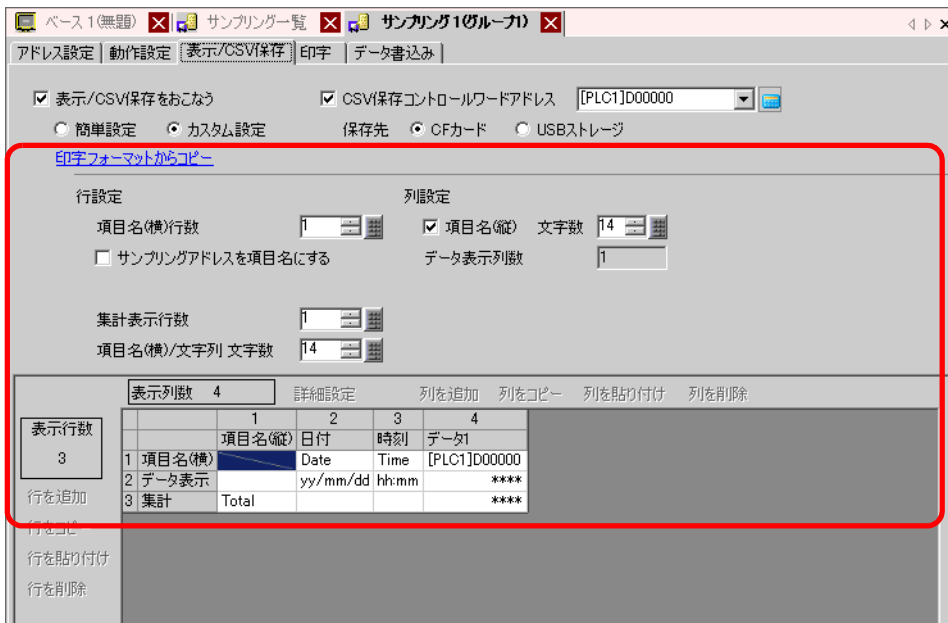 ベース 1(無題) サンプリング一覧 サンプリング 1(グループ1)
アドレス設定 動作設定 表示/CSV保存 印字 データ書込み
表示/CSV保存をおこなう CSV保存コントロールワードアドレス [PLC1]D00000
簡単設定 カスタム設定 保存先 CFカード USBストレージ
印字フォーマットからコピー
行設定 列設定
項目名(横)行数 1 項目名(縦) 文字数 14
サンプリングアドレスを項目名にする データ表示列数 1
集計表示行数 1
項目名(横)/文字列 文字数 14
表示列数 4 詳細設定 列を追加 列をコピー 列を貼り付け 列を削除
表示行数
3
1 2 3 4
項目名(縦) 日付 時刻 データ1
1 項目名(横) Date Time [PLC1]D00000
2 データ表示 yy/mm/dd hh:mm ****
3 集計 Total ****
行を追加
行をコピー
行を貼り付け
行を削除